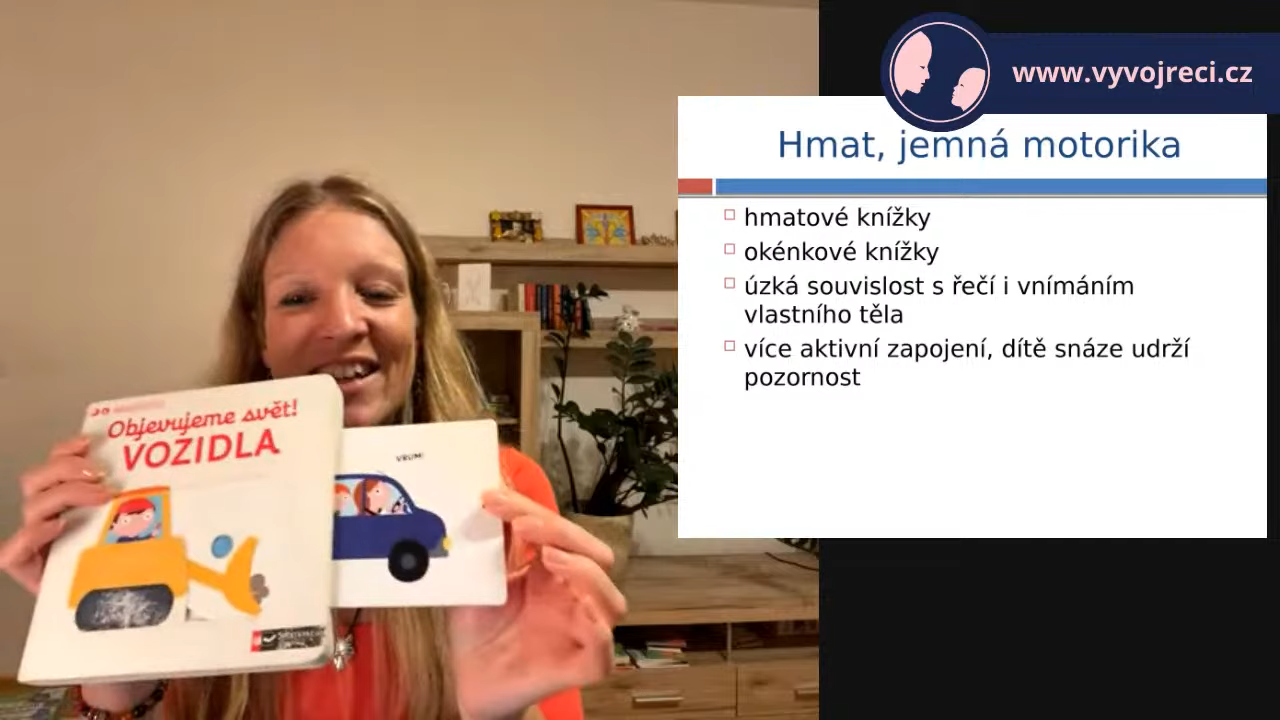 www.vyvojreci.cz
Hmat, jemná motorika
hmatové knížky
okénkové knížky
úzká souvislost s řečí i vnímáním
vlastního těla
více aktivní zapojení, dítě snáze udrží
pozornost
Objevujeme svět!
VOZIDLA
VRUM!